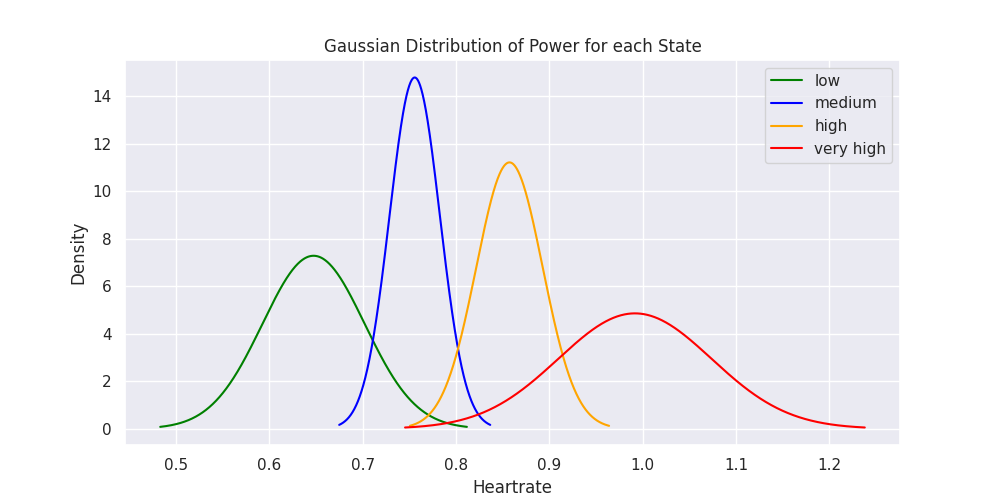 Gaussian Distribution of Power for each State
low
medium
high
very high
Density
14
12
10
8
6
4
2
0
0.5 0.6 0.7 0.8 0.9 1.0 1.1 1.2
Heartrate